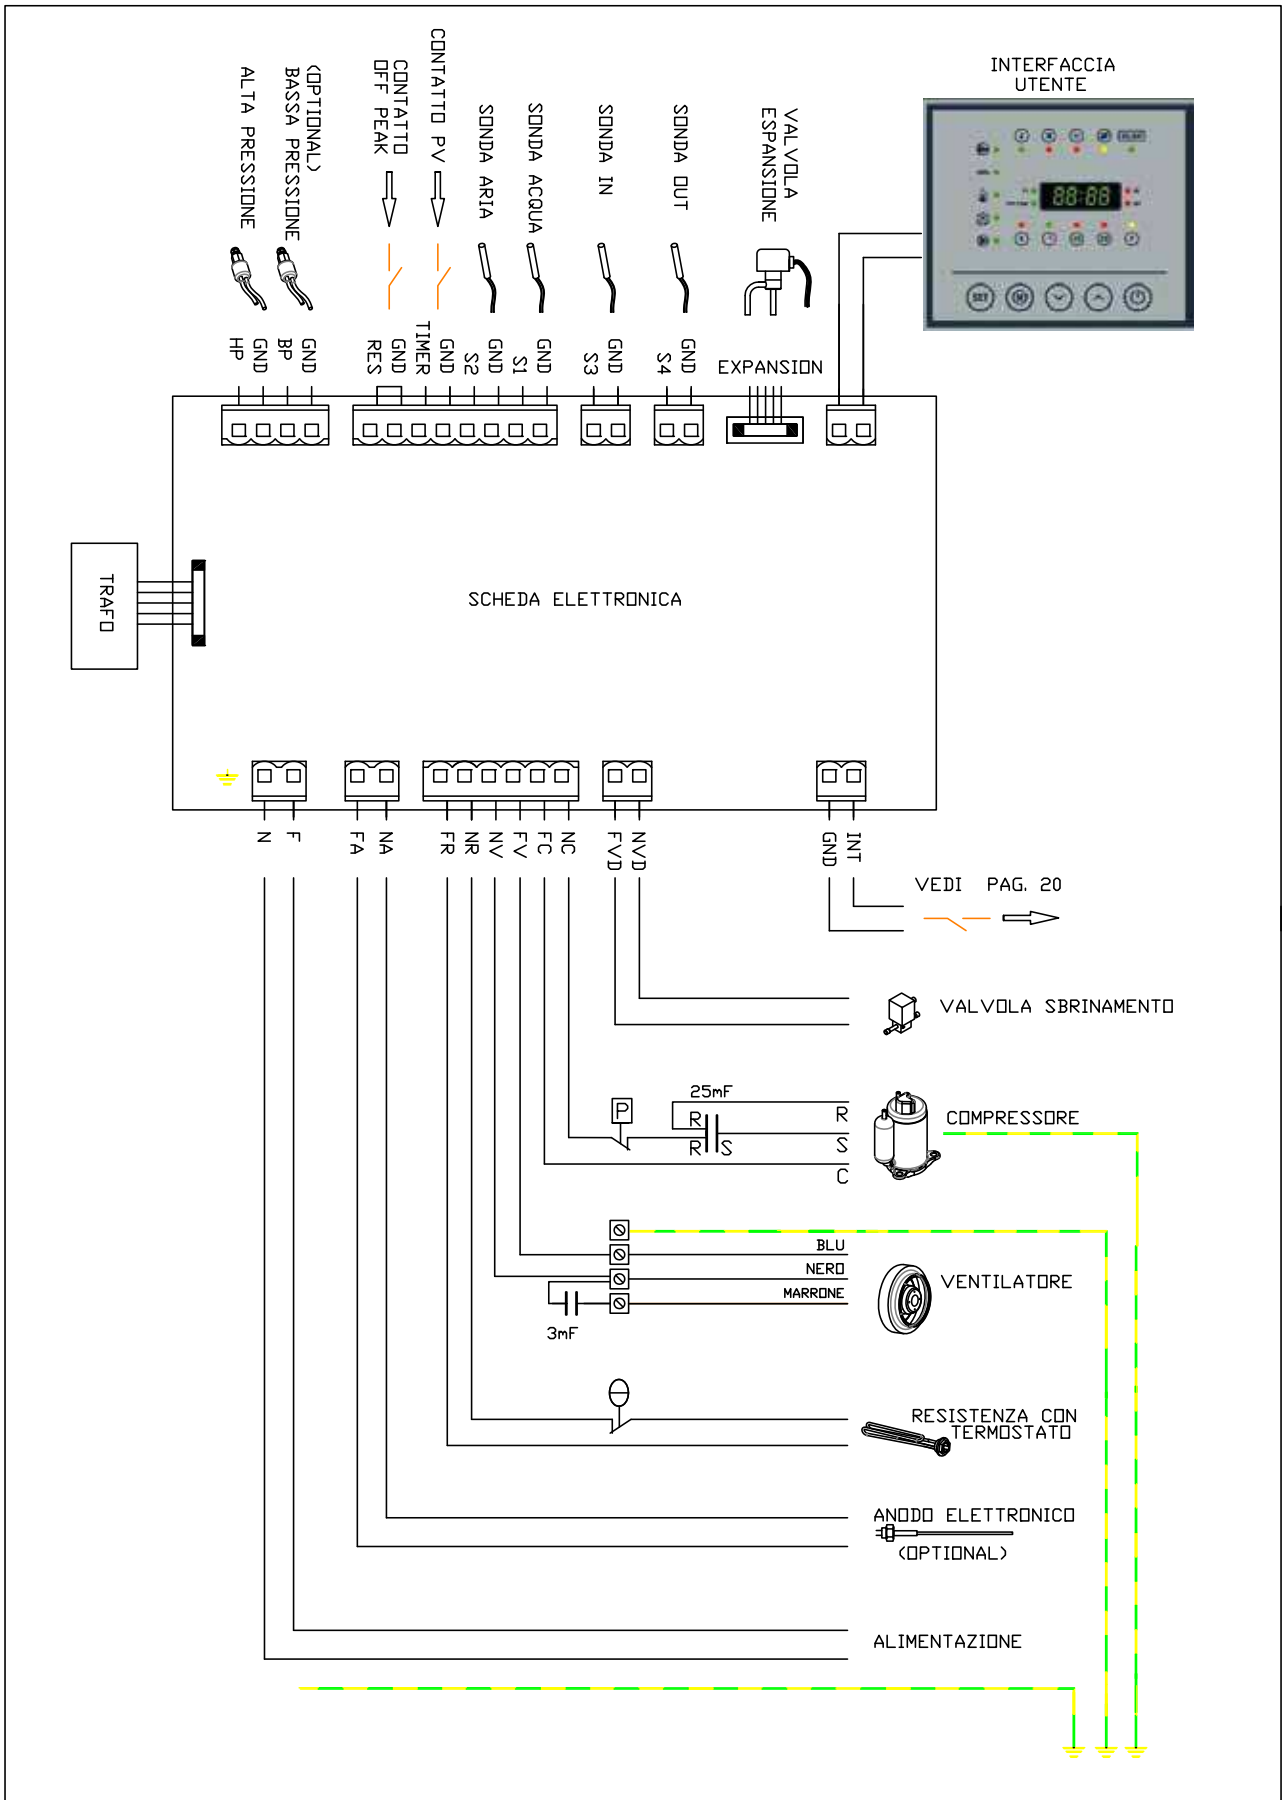 INTERFACCIA
UTENTE
ALTA PRESSIONE
(OPTIONAL)
BASSA PRESSIONE
CONTATTO
OFF PEAK
CONTATTO PV
SONDA ARIA
SONDA ACQUA
SONDA IN
SONDA OUT
VALVOLA
ESPANSIONE
88:88
SET
HP
GND
BP
GND
RES
GND
TIMER
GND
S2
GND
S1
GND
S3
GND
S4
GND
EXPANSION
TRAFO
SCHEDA ELETTRONICA
N
F
FA
NA
FR
NR
NV
FV
FC
NC
FVD
NVD
GND
INT
VEDI PAG. 20
VALVOLA SBRINAMENTO
25mF
P
R
R
S
R
S
C
COMPRESSORE
BLU
NERO
MARRONE
3mF
VENTILATORE
RESISTENZA CON
TERMOSTATO
ANODO ELETTRONICO
(OPTIONAL)
ALIMENTAZIONE